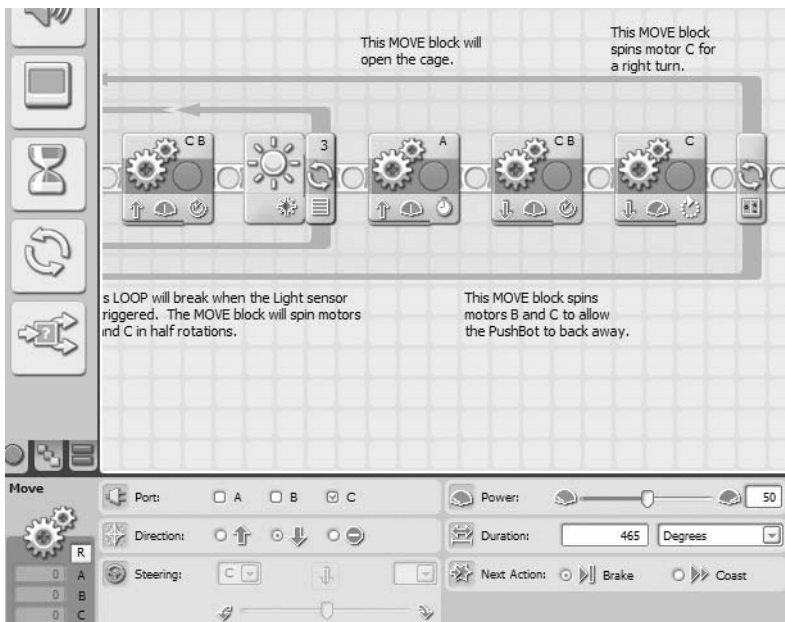 This MOVE block will
open the cage.
This MOVE block
spins motor C for
a right turn.
C B
3
A
C B
C
s LOOP will break when the Light sensor
riggered. The MOVE block will spin motors
nd C in half rotations.
This MOVE block spins
motors B and C to allow
the PushBot to back away.
Move
Port: A B C
Power: 50
Direction:
Duration: 465 Degrees
R
Steering: C
Next Action: Brake Coast
0 A
0 B
0 C